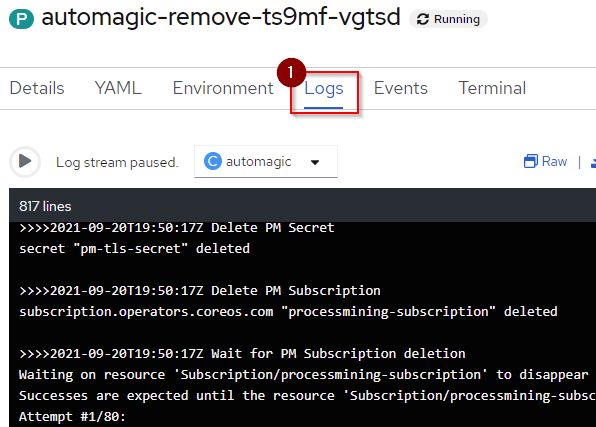 P automagic-remove-ts9mf-vgtsd Running
1
Details YAML Environment Logs Events Terminal
Log stream paused. C automagic Raw |
817 lines
>>>>2021-09-20T19:50:17Z Delete PM Secret
secret "pm-tls-secret" deleted
>>>>2021-09-20T19:50:17Z Delete PM Subscription
subscription.operators.coreos.com "processmining-subscription" deleted
>>>>2021-09-20T19:50:17Z Wait for PM Subscription deletion
Waiting on resource 'Subscription/processmining-subscription' to disappear
Successes are expected until the resource 'Subscription/processmining-subsc
Attempt #1/80: